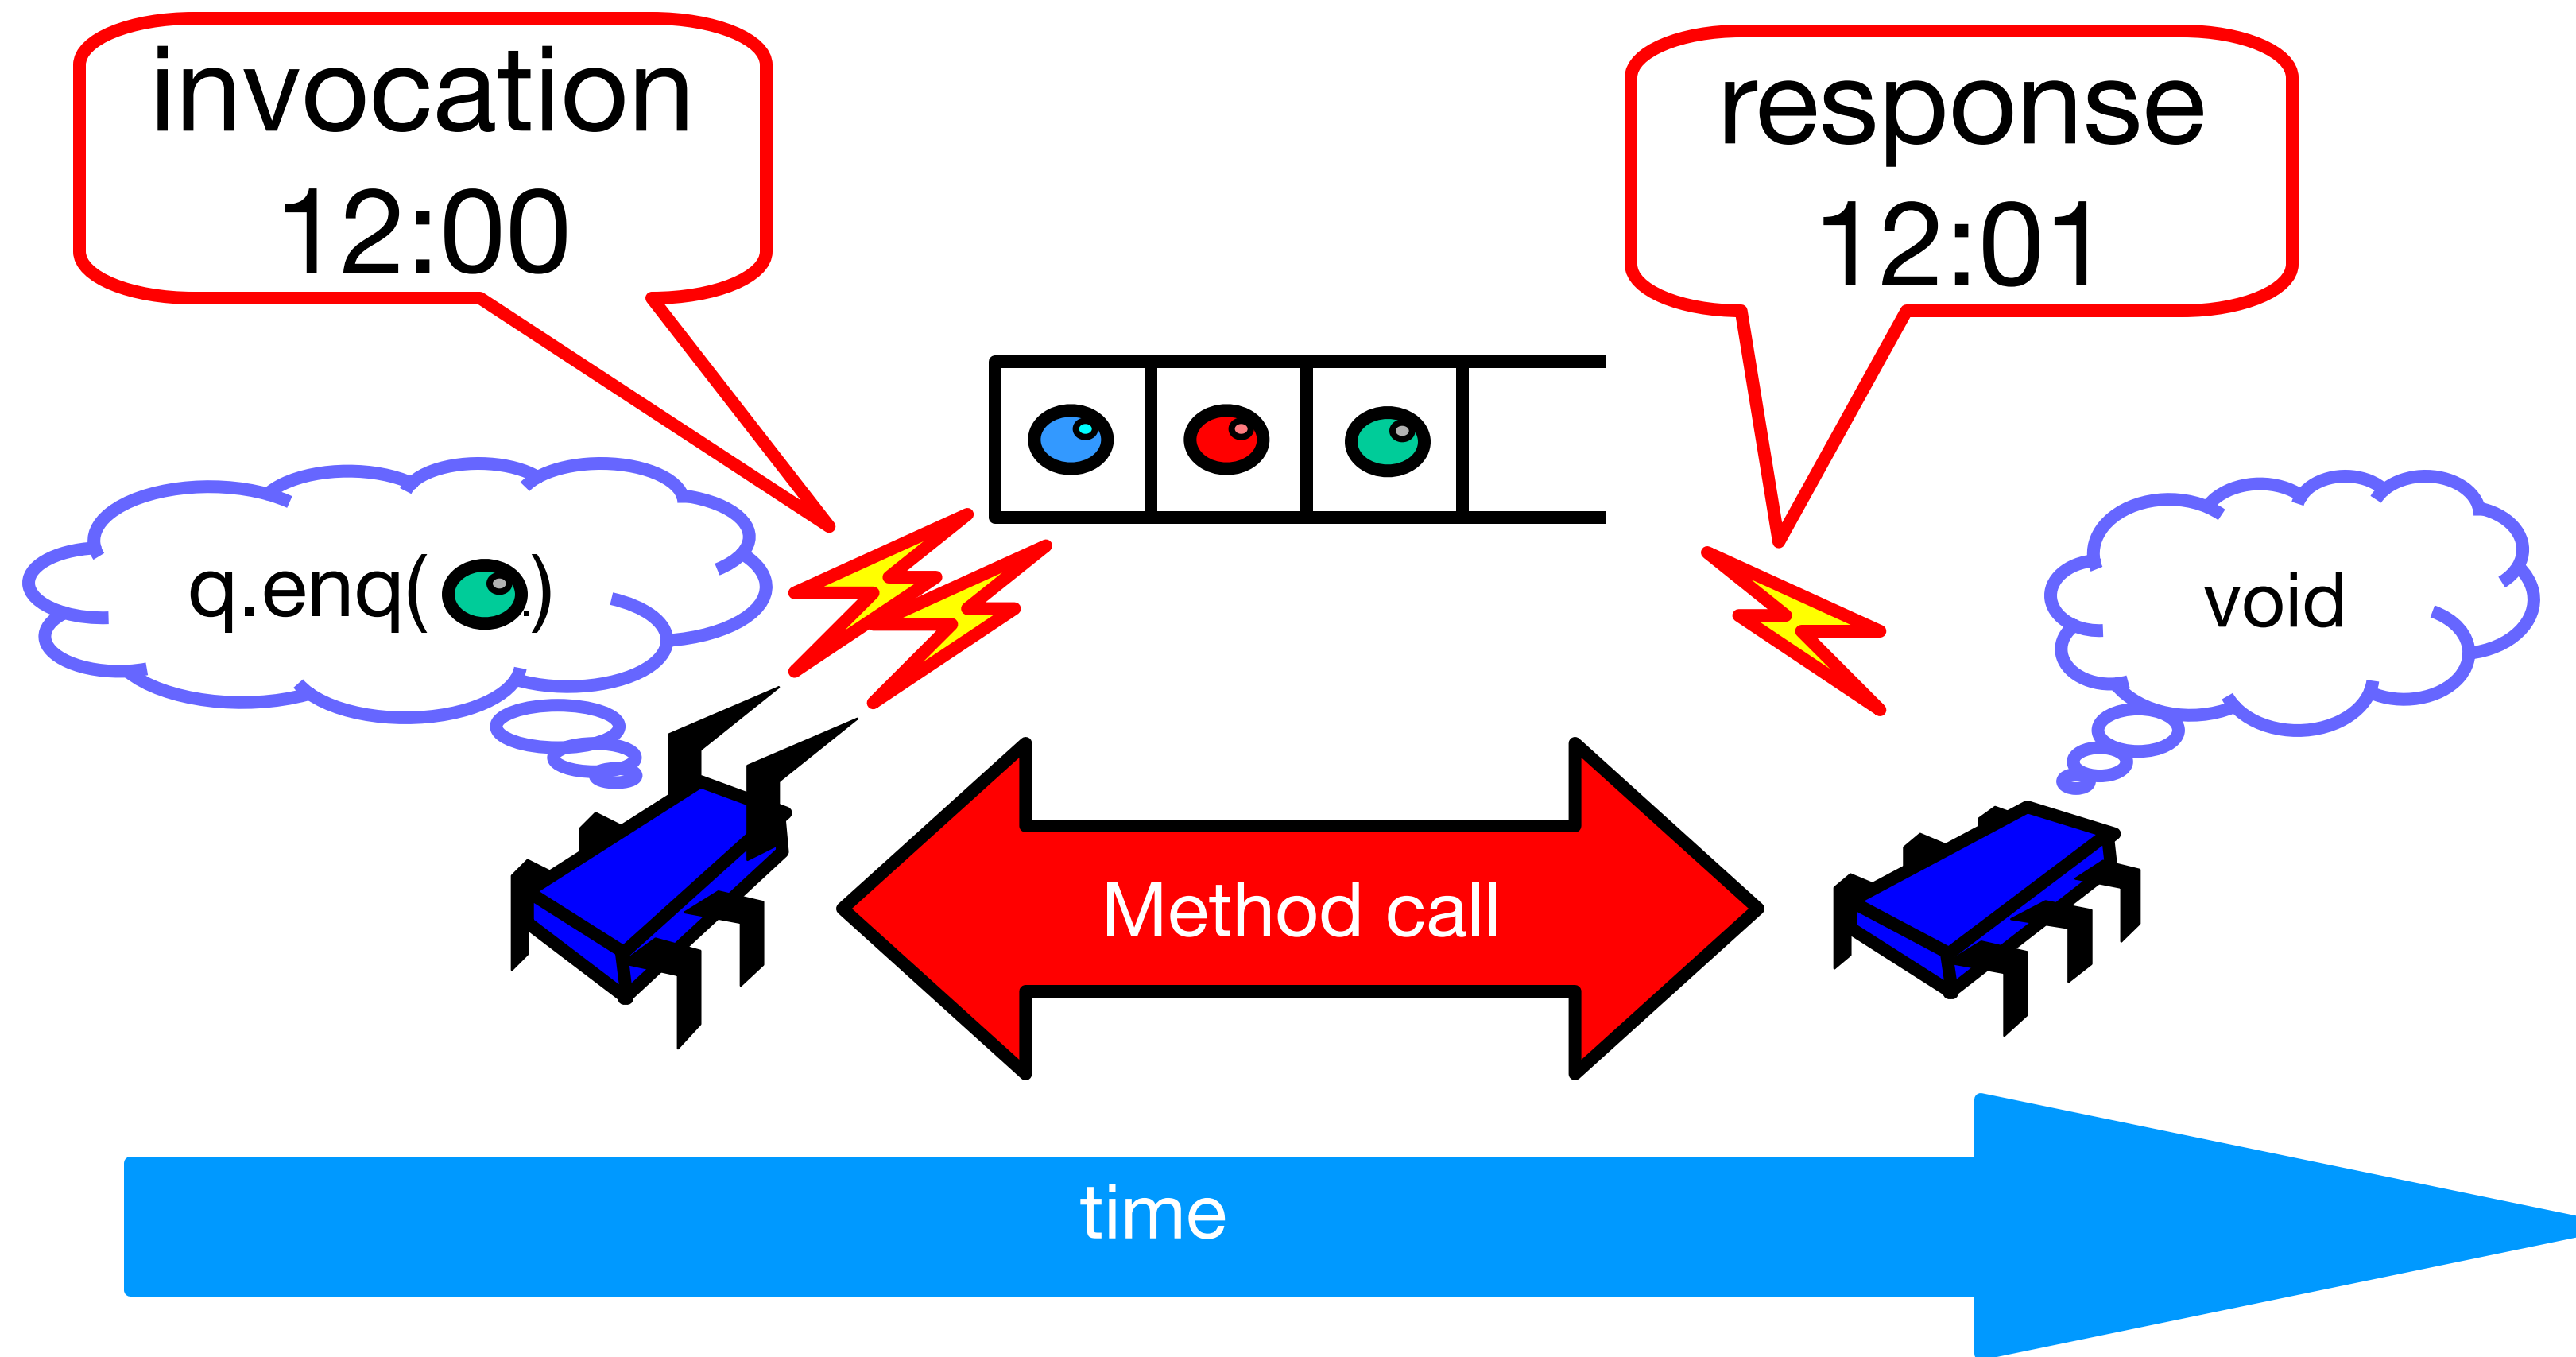 invocation
12:00
response
12:01
q.enq( .)
void
Method call
time